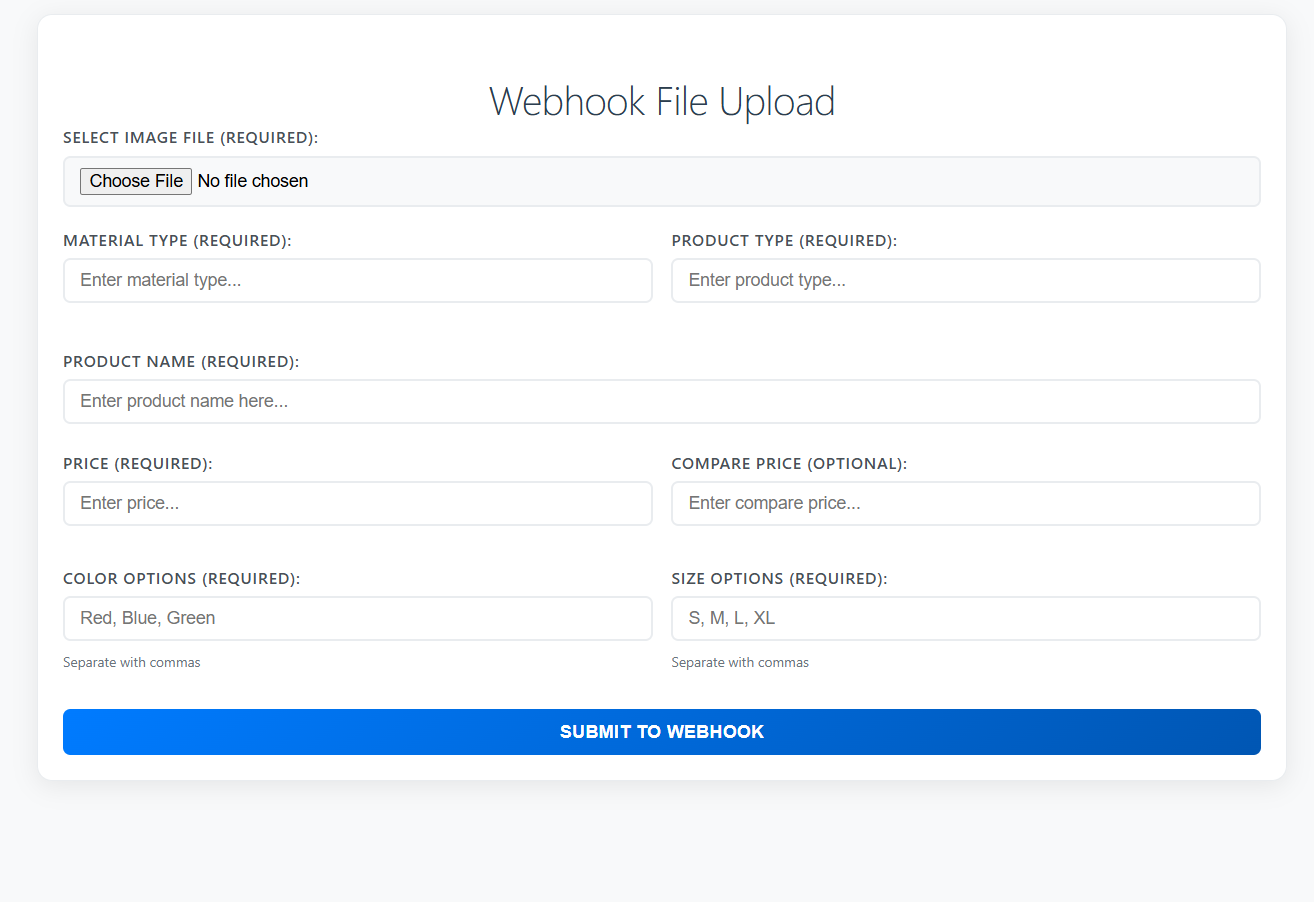 Webhook File Upload
SELECT IMAGE FILE (REQUIRED):
Choose File No file chosen
MATERIAL TYPE (REQUIRED): PRODUCT TYPE (REQUIRED):
Enter material type... Enter product type...
PRODUCT NAME (REQUIRED):
Enter product name here...
PRICE (REQUIRED): COMPARE PRICE (OPTIONAL):
Enter price... Enter compare price...
COLOR OPTIONS (REQUIRED): SIZE OPTIONS (REQUIRED):
Red, Blue, Green S, M, L, XL
Separate with commas Separate with commas
SUBMIT TO WEBHOOK